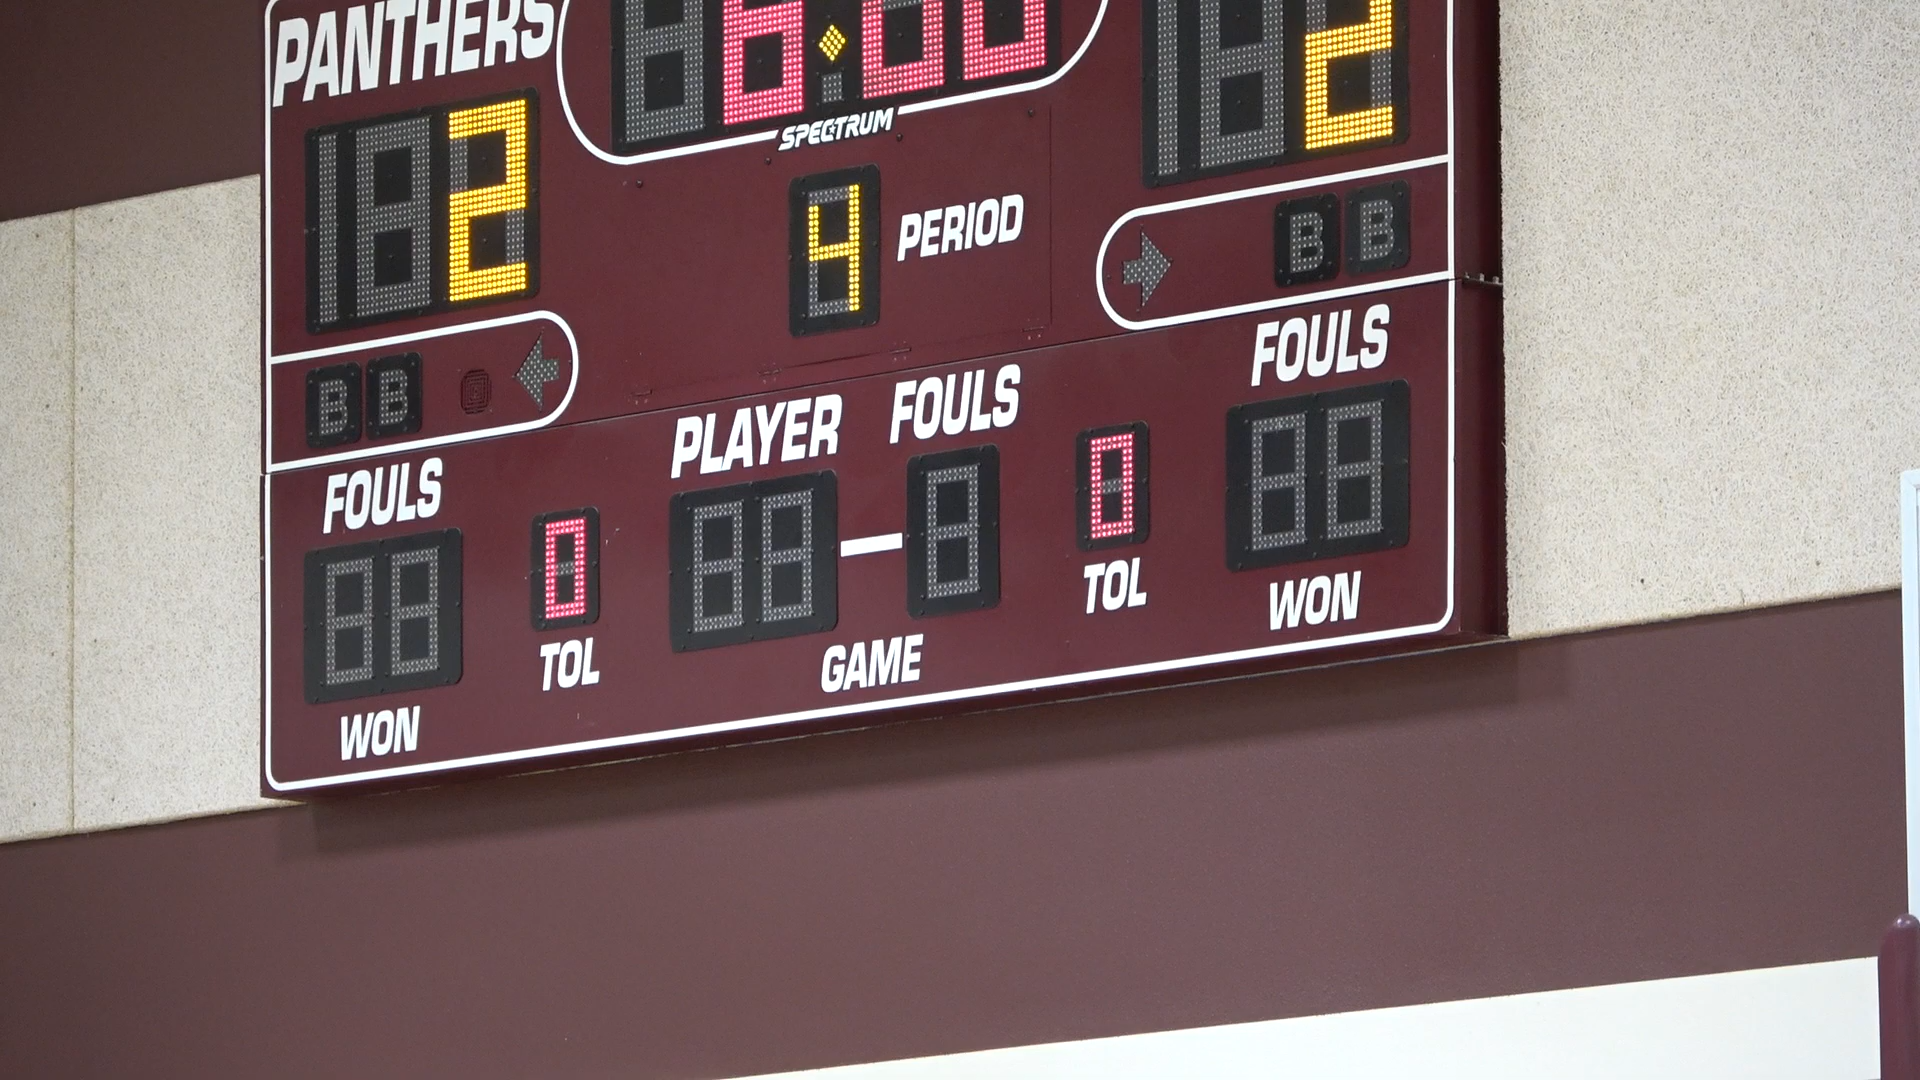 PANTHERS
2
2
SPECTRUM
4 PERIOD
FOULS
PLAYER FOULS
FOULS
0
0
TOL
TOL
GAME
WON
WON